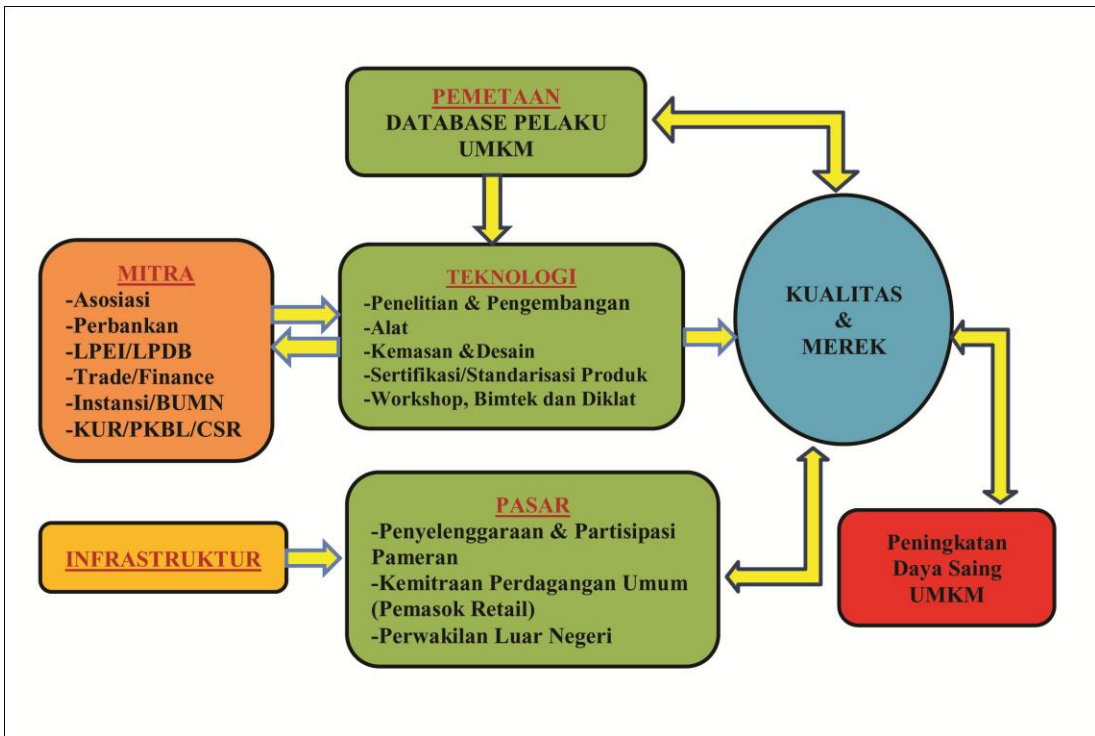 PEMETAAN
DATABASE PELAKU
UMKM
MITRA
-Asosiasi
-Perbankan
-LPEI/LPDB
-Trade/Finance
-Instansi/BUMN
-KUR/PKBL/CSR
TEKNOLOGI
-Penelitian & Pengembangan
-Alat
-Kemasan &Desain
-Sertifikasi/Standarisasi Produk
-Workshop, Bimtek dan Diklat
KUALITAS
&
MEREK
INFRASTRUKTUR
PASAR
-Penyelenggaraan & Partisipasi
Pameran
-Kemitraan Perdagangan Umum
(Pemasok Retail)
-Perwakilan Luar Negeri
Peningkatan
Daya Saing
UMKM